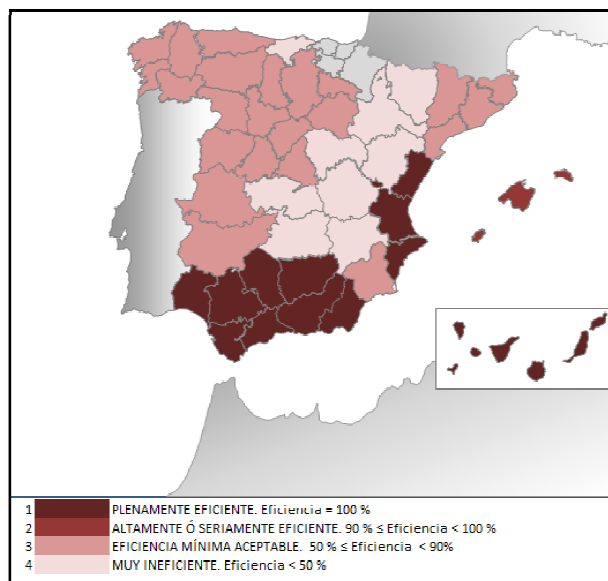 1 PLENAMENTE EFICIENTE. Eficiencia = 100 %
2 ALTAMENTE Ó SERIAMENTE EFICIENTE. 90 % ≤ Eficiencia < 100 %
3 EFICIENCIA MÍNIMA ACEPTABLE. 50 % ≤ Eficiencia < 90%
4 MUY INEFICIENTE. Eficiencia < 50 %